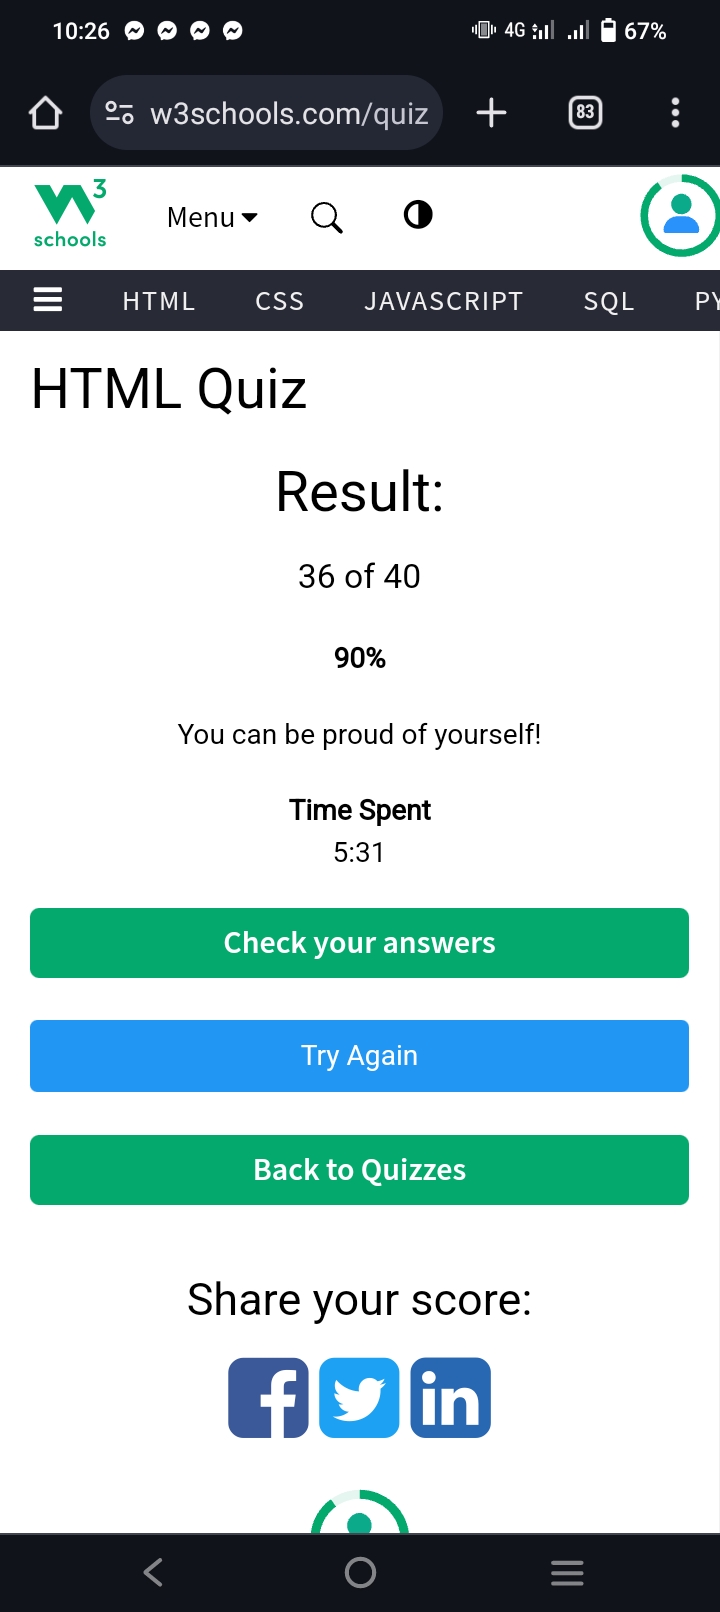 10:26 4G 67%
w3schools.com/quiz 83
3
schools
Menu
HTML CSS JAVASCRIPT SQL PY
HTML Quiz
Result:
36 of 40
90%
You can be proud of yourself!
Time Spent
5:31
Check your answers
Try Again
Back to Quizzes
Share your score:
f in